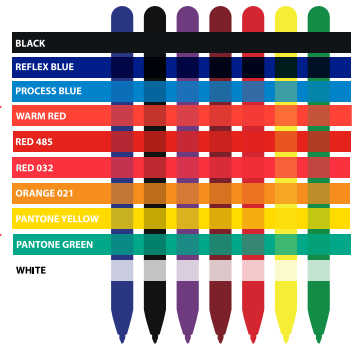 BLACK
REFLEX BLUE
PROCESS BLUE
WARM RED
RED 485
RED 032
ORANGE 021
PANTONE YELLOW
PANTONE GREEN
WHITE